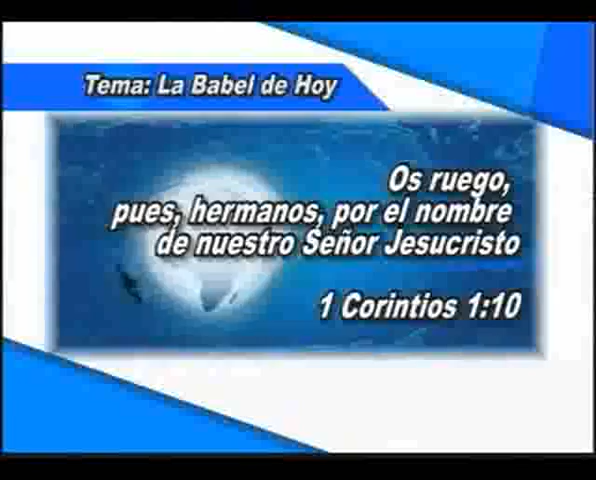 Tema: La Babel de Hoy
Os ruego,
pues, hermanos, por el nombre
de nuestro Señor Jesucristo
1 Corintios 1:10